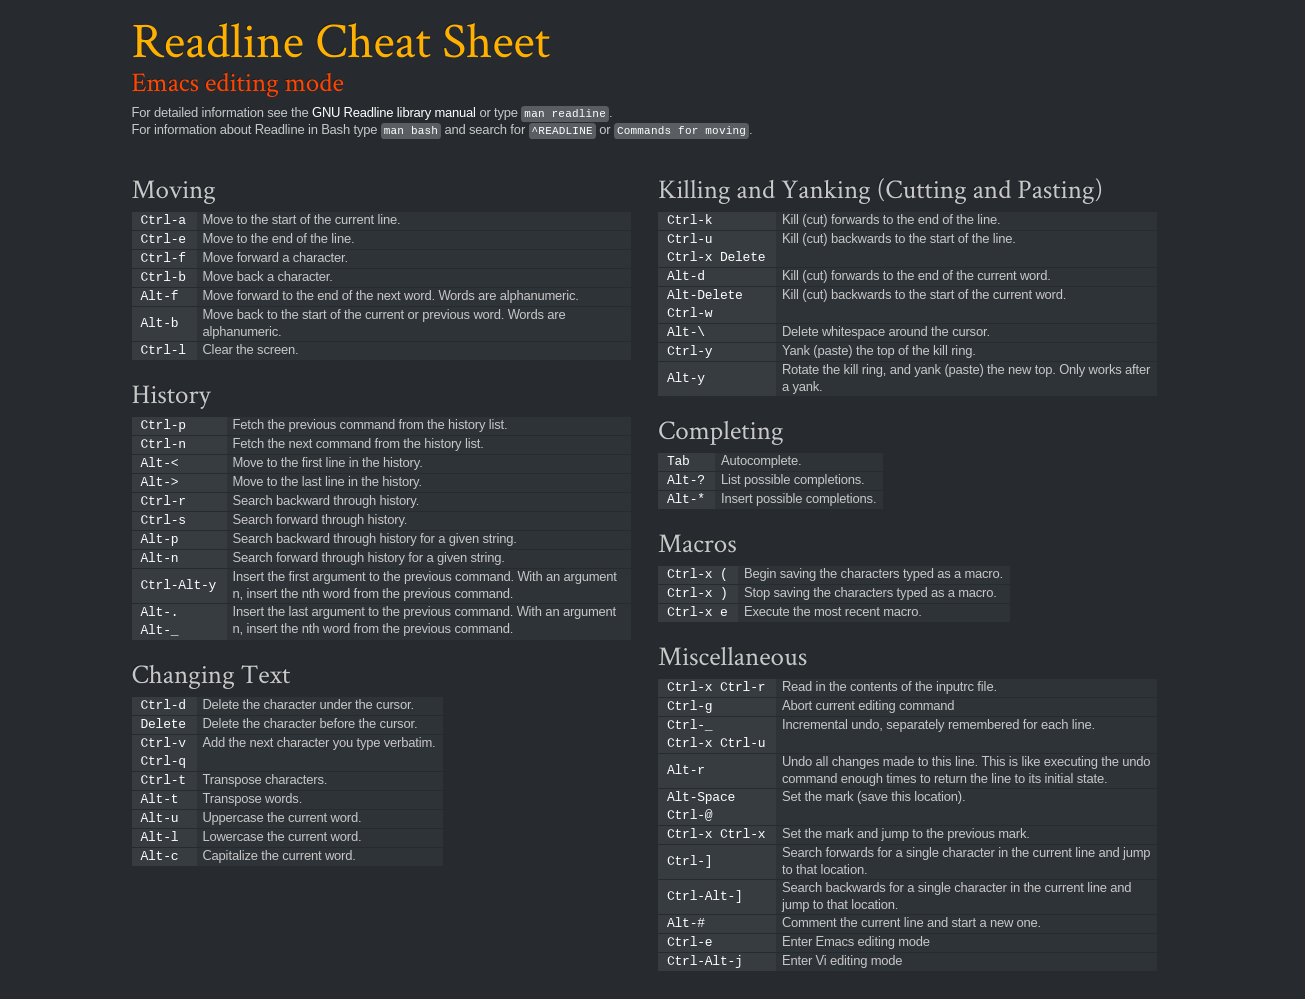 Readline Cheat Sheet
Emacs editing mode
For detailed information see the GNU Readline library manual or type man readline.
For information about Readline in Bash type man bash and search for ^READLINE or Commands for moving.
Moving
Ctrl-a Move to the start of the current line.
Ctrl-e Move to the end of the line.
Ctrl-f Move forward a character.
Ctrl-b Move back a character.
Alt-f Move forward to the end of the next word. Words are alphanumeric.
Alt-b Move back to the start of the current or previous word. Words are
alphanumeric.
Ctrl-l Clear the screen.
History
Ctrl-p Fetch the previous command from the history list.
Ctrl-n Fetch the next command from the history list.
Alt-< Move to the first line in the history.
Alt-> Move to the last line in the history.
Ctrl-r Search backward through history.
Ctrl-s Search forward through history.
Alt-p Search backward through history for a given string.
Alt-n Search forward through history for a given string.
Ctrl-Alt-y Insert the first argument to the previous command. With an argument
n, insert the nth word from the previous command.
Alt-. Insert the last argument to the previous command. With an argument
Alt-_ n, insert the nth word from the previous command.
Changing Text
Ctrl-d Delete the character under the cursor.
Delete Delete the character before the cursor.
Ctrl-v Add the next character you type verbatim.
Ctrl-q
Ctrl-t Transpose characters.
Alt-t Transpose words.
Alt-u Uppercase the current word.
Alt-l Lowercase the current word.
Alt-c Capitalize the current word.
Killing and Yanking (Cutting and Pasting)
Ctrl-k Kill (cut) forwards to the end of the line.
Ctrl-u Kill (cut) backwards to the start of the line.
Ctrl-x Delete
Alt-d Kill (cut) forwards to the end of the current word.
Alt-Delete Kill (cut) backwards to the start of the current word.
Ctrl-w
Alt-\ Delete whitespace around the cursor.
Ctrl-y Yank (paste) the top of the kill ring.
Alt-y Rotate the kill ring, and yank (paste) the new top. Only works after
a yank.
Completing
Tab Autocomplete.
Alt-? List possible completions.
Alt-* Insert possible completions.
Macros
Ctrl-x ( Begin saving the characters typed as a macro.
Ctrl-x ) Stop saving the characters typed as a macro.
Ctrl-x e Execute the most recent macro.
Miscellaneous
Ctrl-x Ctrl-r Read in the contents of the inputrc file.
Ctrl-g Abort current editing command
Ctrl-_ Incremental undo, separately remembered for each line.
Ctrl-x Ctrl-u
Alt-r Undo all changes made to this line. This is like executing the undo
command enough times to return the line to its initial state.
Alt-Space Set the mark (save this location).
Ctrl-@
Ctrl-x Ctrl-x Set the mark and jump to the previous mark.
Ctrl-] Search forwards for a single character in the current line and jump
to that location.
Ctrl-Alt-] Search backwards for a single character in the current line and
jump to that location.
Alt-# Comment the current line and start a new one.
Ctrl-e Enter Emacs editing mode
Ctrl-Alt-j Enter Vi editing mode